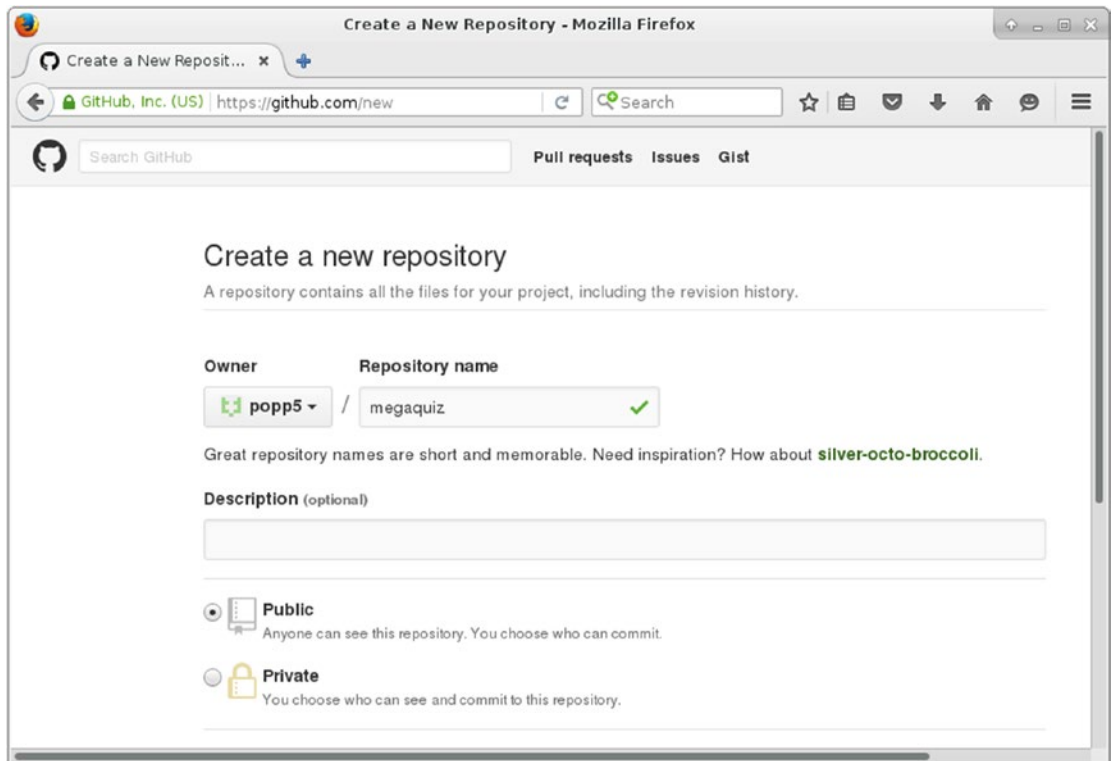 Create a New Repository - Mozilla Firefox
Create a New Reposit...
GitHub, Inc. (US) https://github.com/new Search
Search GitHub Pull requests Issues Gist
Create a new repository
A repository contains all the files for your project, including the revision history.
Owner Repository name
popp5 / megaquiz
Great repository names are short and memorable. Need inspiration? How about silver-octo-broccoli.
Description (optional)
Public
Anyone can see this repository. You choose who can commit.
Private
You choose who can see and commit to this repository.